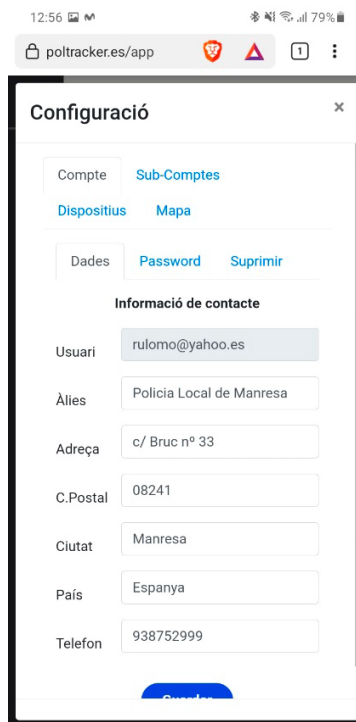 12:56 79%
poltracker.es/app 1
Configuració ×
Compte Sub-Comptes
Dispositius Mapa
Dades Password Suprimir
Informació de contacte
Usuari rulomo@yahoo.es
Àlies Policia Local de Manresa
Adreça c/ Bruc nº 33
C.Postal 08241
Ciutat Manresa
País Espanya
Telefon 938752999
Guardar